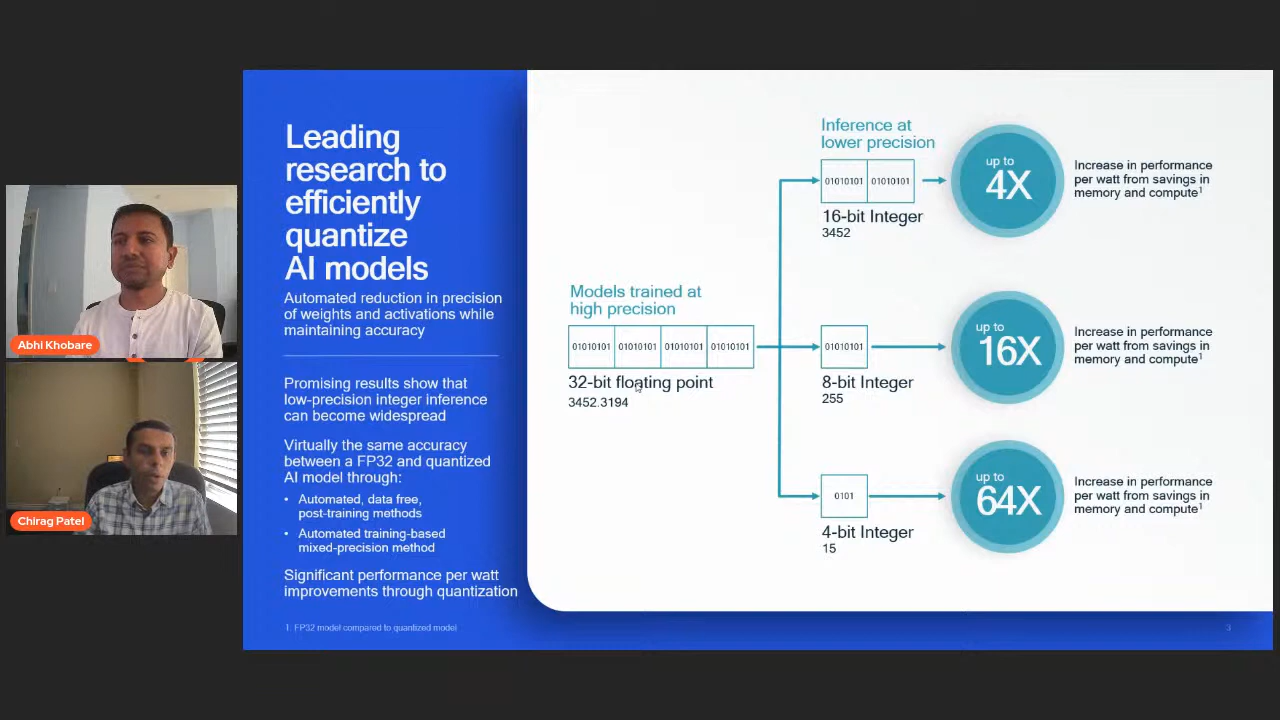 Leading
research to
efficiently
quantize
AI models
Automated reduction in precision
of weights and activations while
maintaining accuracy
Promising results show that
low-precision integer inference
can become widespread
Virtually the same accuracy
between a FP32 and quantized
AI model through:
• Automated, data free,
post-training methods
• Automated training-based
mixed-precision method
Significant performance per watt
improvements through quantization
1. FP32 model compared to quantized model
Models trained at
high precision
01010101 01010101 01010101 01010101
32-bit floating point
3452.3194
Inference at
lower precision
01010101 01010101
16-bit Integer
3452
up to
4X
Increase in performance
per watt from savings in
memory and compute1
01010101
8-bit Integer
255
up to
16X
Increase in performance
per watt from savings in
memory and compute1
0101
4-bit Integer
15
up to
64X
Increase in performance
per watt from savings in
memory and compute1
3
Abhi Khobare
Chirag Patel